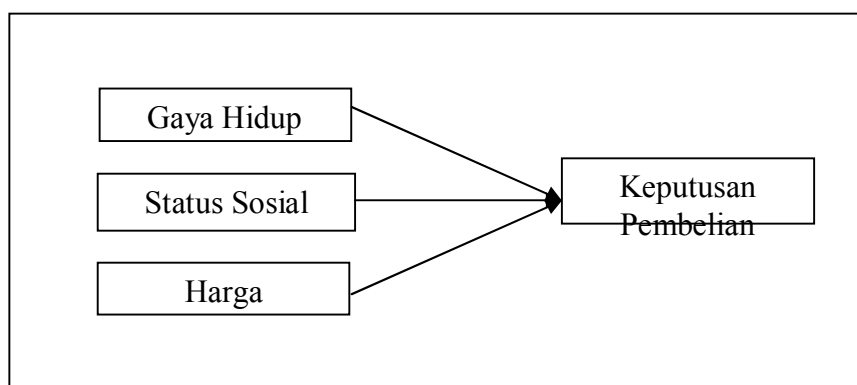 Gaya Hidup
Status Sosial
Harga
Keputusan
Pembelian